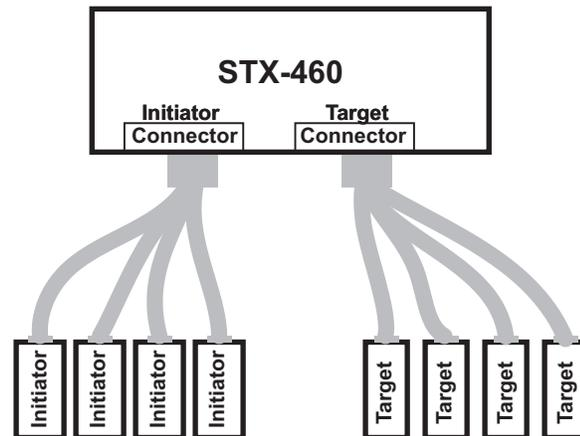 STX-460
Initiator
Connector
Target
Connector
Initiator
Initiator
Initiator
Initiator
Target
Target
Target
Target